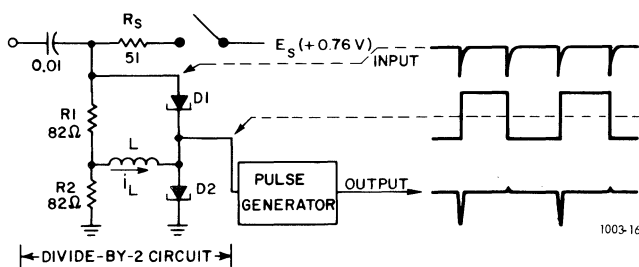 R_S
E_S (+0.76 V)
INPUT
0.01
51
D1
R1
82Ω
L
i_L
R2
82Ω
D2
PULSE
GENERATOR
OUTPUT
DIVIDE-BY-2 CIRCUIT
1003-16